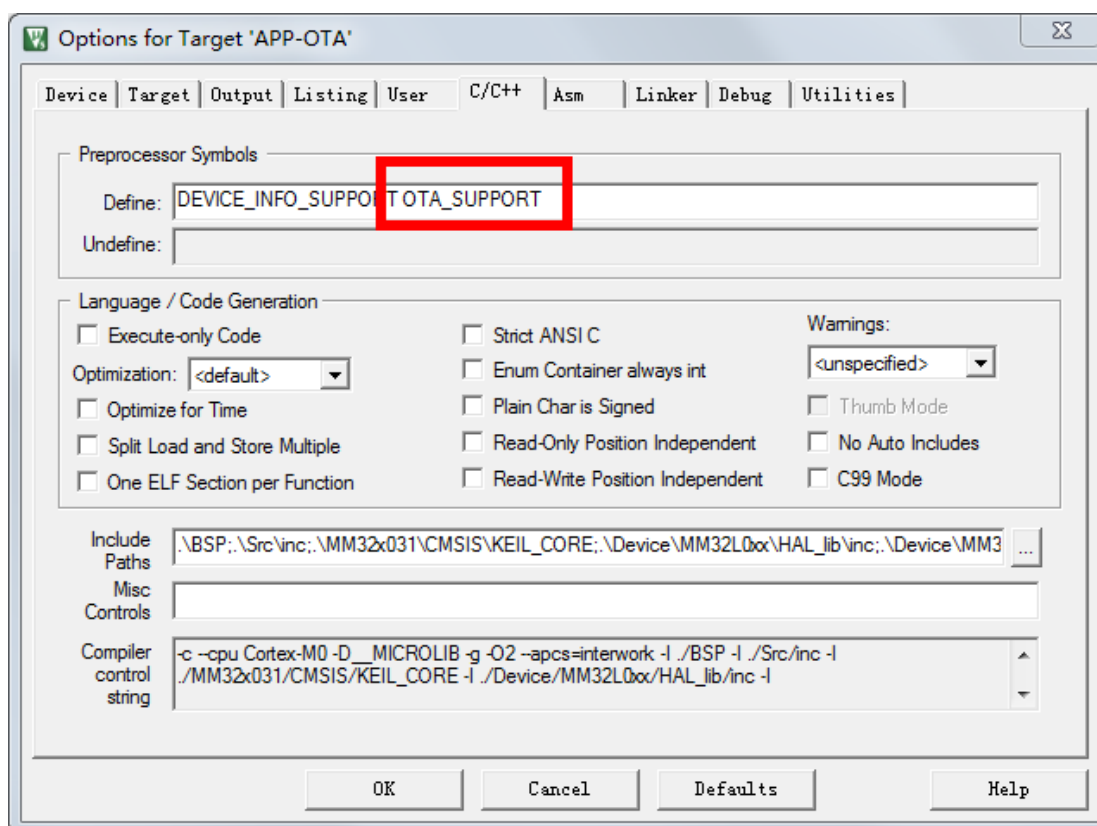 Options for Target 'APP-OTA'
Device Target Output Listing User C/C++ Asm Linker Debug Utilities
Preprocessor Symbols
Define: DEVICE_INFO_SUPPORT OTA_SUPPORT
Undefine:
Language / Code Generation
Execute-only Code
Strict ANSI C
Warnings:
Optimization: <default>
Enum Container always int
<unspecified>
Optimize for Time
Plain Char is Signed
Thumb Mode
Split Load and Store Multiple
Read-Only Position Independent
No Auto Includes
One ELF Section per Function
Read-Write Position Independent
C99 Mode
Include
Paths
.\BSP;.\Src\inc;.\MM32x031\CMSIS\KEIL_CORE;.\Device\MM32L0xx\HAL_lib\inc;.\Device\MM3
...
Misc
Controls
Compiler
control
string
-c --cpu Cortex-M0 -D__MICROLIB -g -O2 --apcs=interwork -I ./BSP -I ./Src/inc -I
./MM32x031/CMSIS/KEIL_CORE -I ./Device/MM32L0xx/HAL_lib/inc -I
OK Cancel Defaults Help